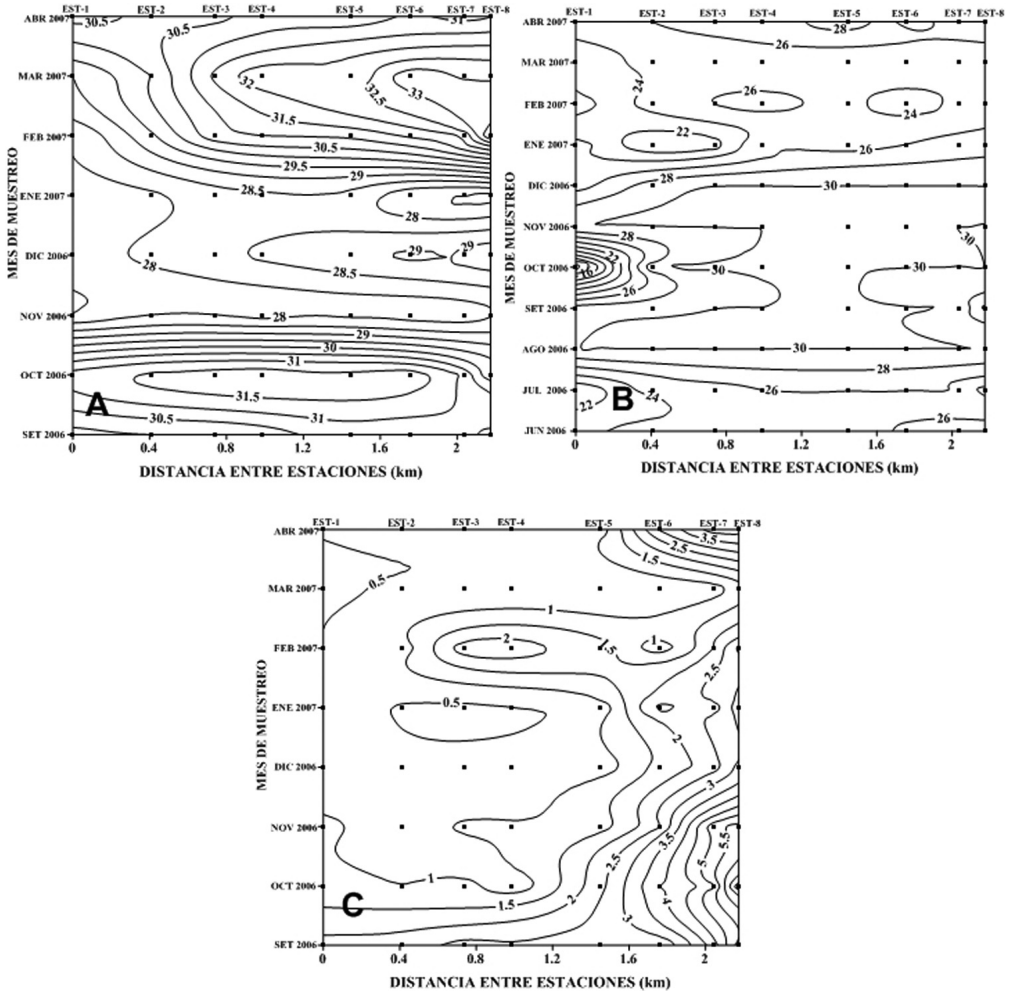 EST-1 EST-2 EST-3 EST-4 EST-5 EST-6 EST-7 EST-8
ABR 2007
MAR 2007
FEB 2007
ENE 2007
DIC 2006
NOV 2006
OCT 2006
SET 2006
MES DE MUESTREO
30.5
30.5
31
32
32.5
33
31.5
30.5
29.5
29
28.5
28
29
29
28
28.5
28
29
30
31
31.5
31
30.5
A
0 0.4 0.8 1.2 1.6 2
DISTANCIA ENTRE ESTACIONES (km)
EST-1 EST-2 EST-3 EST-4 EST-5 EST-6 EST-7 EST-8
ABR 2007
MAR 2007
FEB 2007
ENE 2007
DIC 2006
NOV 2006
OCT 2006
SET 2006
AGO 2006
JUL 2006
JUN 2006
MES DE MUESTREO
28
26
24
26
24
22
26
28
30
28
30
22
30
30
26
30
28
26
24
22
26
B
0 0.4 0.8 1.2 1.6 2
DISTANCIA ENTRE ESTACIONES (km)
EST-1 EST-2 EST-3 EST-4 EST-5 EST-6 EST-7 EST-8
ABR 2007
MAR 2007
FEB 2007
ENE 2007
DIC 2006
NOV 2006
OCT 2006
SET 2006
MES DE MUESTREO
3.5
2.5
1.5
0.5
1
2
1.5
1
2.5
0.5
2
3
3.5
5.5
5
2.5
1
4
1.5
2
3
C
0 0.4 0.8 1.2 1.6 2
DISTANCIA ENTRE ESTACIONES (km)